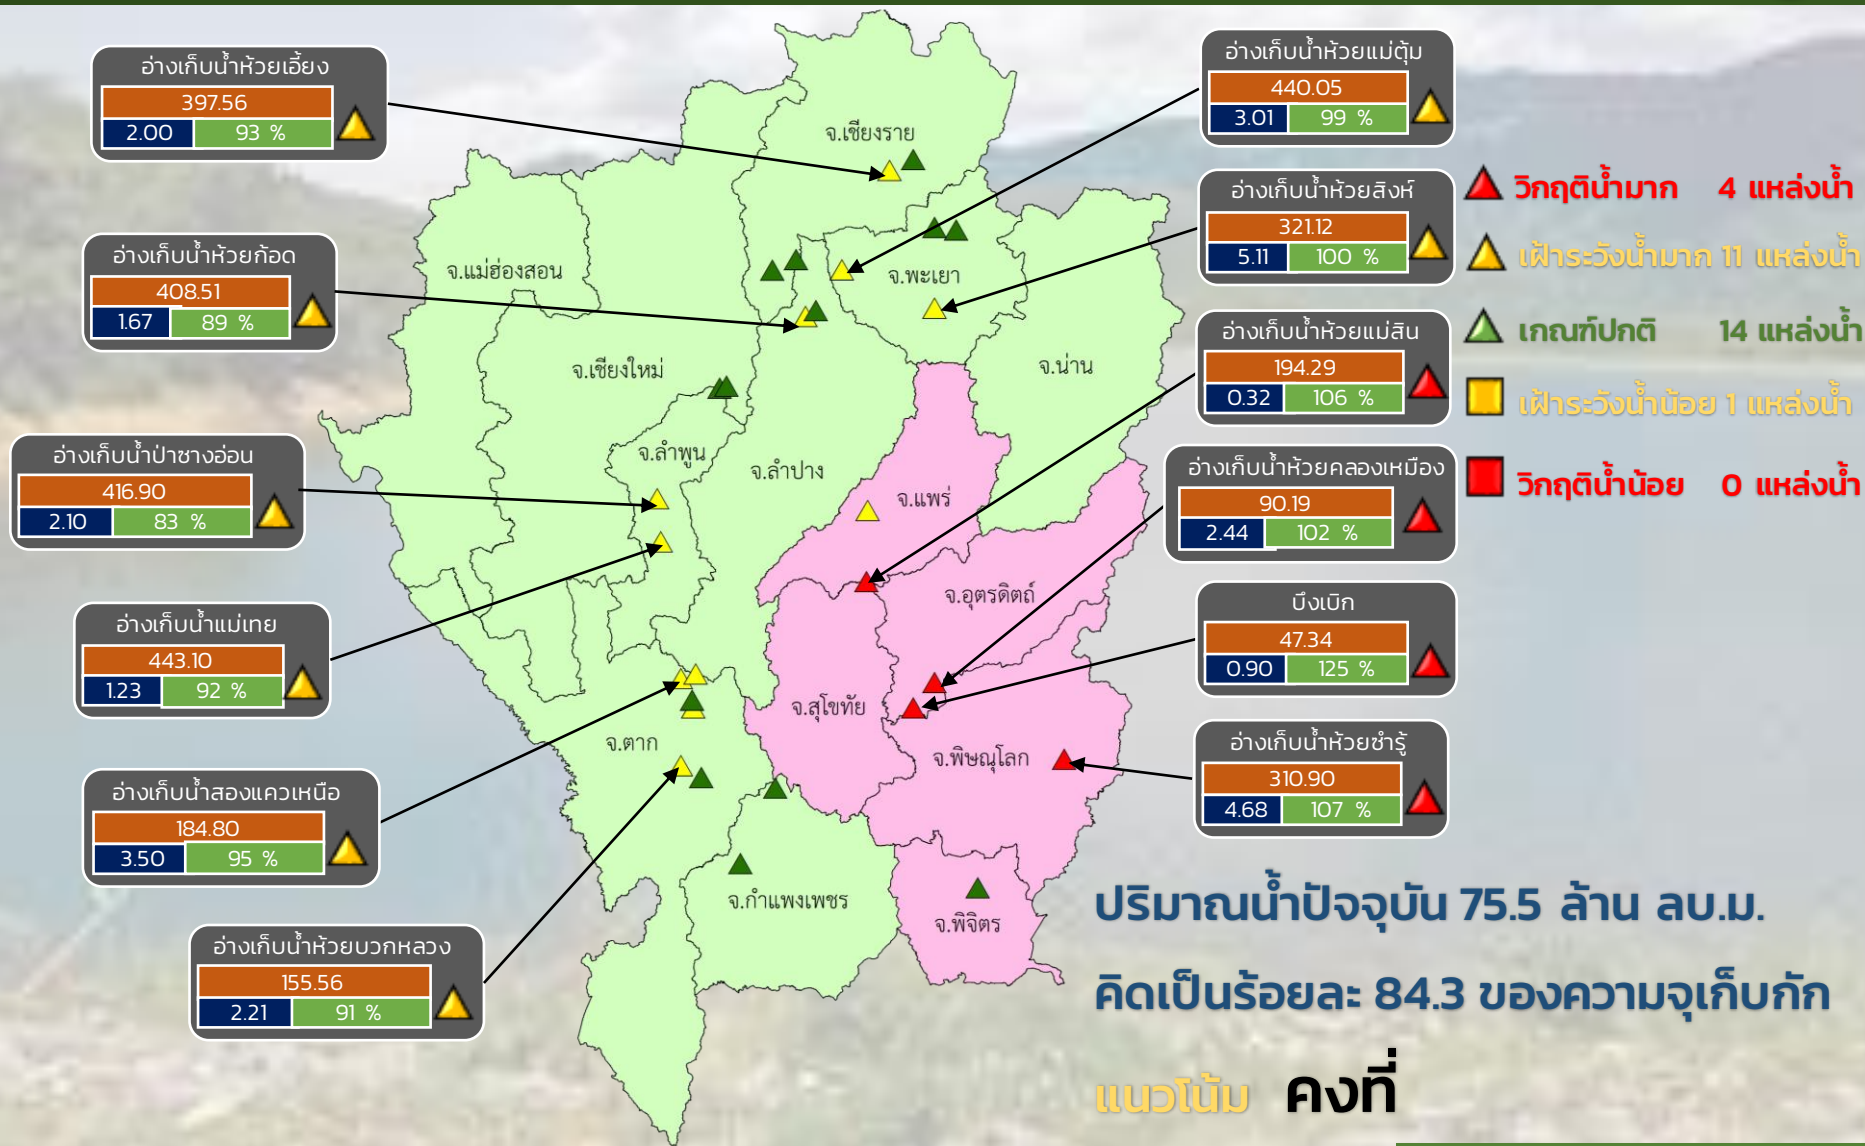 อ่างเก็บน้ำห้วยเอี้ยง
397.56
2.00 93 %
อ่างเก็บน้ำห้วยก้อด
408.51
1.67 89 %
อ่างเก็บน้ำป่าซางอ่อน
416.90
2.10 83 %
อ่างเก็บน้ำแม่เทย
443.10
1.23 92 %
อ่างเก็บน้ำสองแควเหนือ
184.80
3.50 95 %
อ่างเก็บน้ำห้วยบวกหลวง
155.56
2.21 91 %
จ.เชียงราย
จ.แม่ฮ่องสอน
จ.พะเยา
จ.เชียงใหม่
จ.น่าน
จ.ลำพูน
จ.ลำปาง
จ.แพร่
จ.อุตรดิตถ์
จ.สุโขทัย
จ.ตาก
จ.พิษณุโลก
จ.กำแพงเพชร
จ.พิจิตร
อ่างเก็บน้ำห้วยแม่ตุ้ม
440.05
3.01 99 %
อ่างเก็บน้ำห้วยสิงห์
321.12
5.11 100 %
อ่างเก็บน้ำห้วยแม่สิน
194.29
0.32 106 %
อ่างเก็บน้ำห้วยคลองเหมือง
90.19
2.44 102 %
บึงเบิก
47.34
0.90 125 %
อ่างเก็บน้ำห้วยซำรู้
310.90
4.68 107 %
วิกฤติน้ำมาก 4 แหล่งน้ำ
เฝ้าระวังน้ำมาก 11 แหล่งน้ำ
เกณฑ์ปกติ 14 แหล่งน้ำ
เฝ้าระวังน้ำน้อย 1 แหล่งน้ำ
วิกฤติน้ำน้อย 0 แหล่งน้ำ
ปริมาณน้ำปัจจุบัน 75.5 ล้าน ลบ.ม.
คิดเป็นร้อยละ 84.3 ของความจุเก็บกัก
แนวโน้ม คงที่